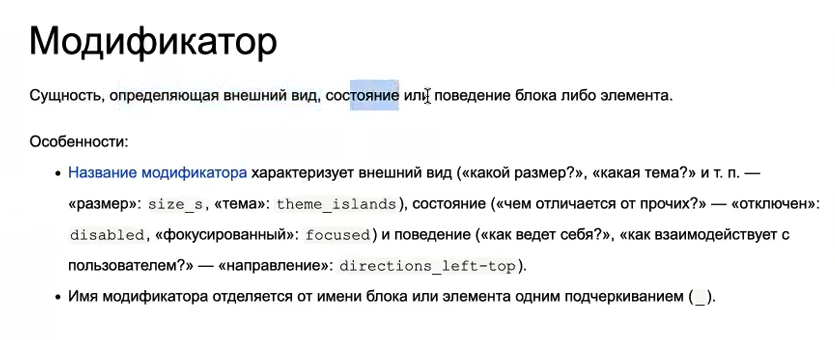 Модификатор
Сущность, определяющая внешний вид, состояние или поведение блока либо элемента.
Особенности:
• Название модификатора характеризует внешний вид («какой размер?», «какая тема?» и т. п. —
«размер»: size_s, «тема»: theme_islands), состояние («чем отличается от прочих?» — «отключен»:
disabled, «фокусированный»: focused) и поведение («как ведет себя?», «как взаимодействует с
пользователем?» — «направление»: directions_left-top).
• Имя модификатора отделяется от имени блока или элемента одним подчеркиванием (_).